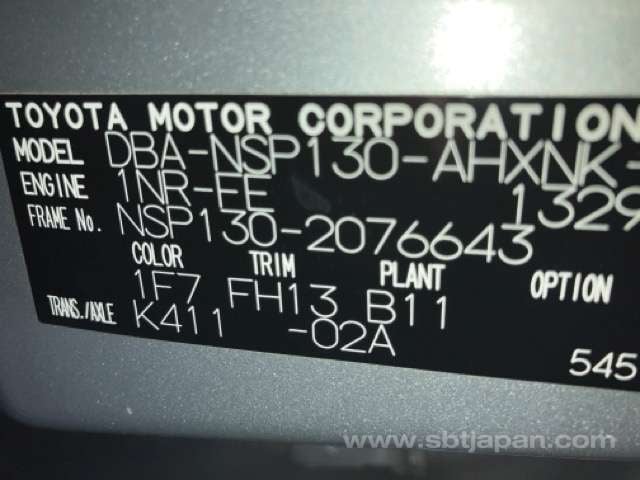 TOYOTA MOTOR CORPORATION
MODEL DBA-NSP130-AHXNK-
ENGINE 1NR-FE 1329
FRAME No. NSP130-2076643
COLOR TRIM PLANT OPTION
1F7 FH13 B11
TRANS./AXLE K411 -02A
545
www.sbtjapan.com